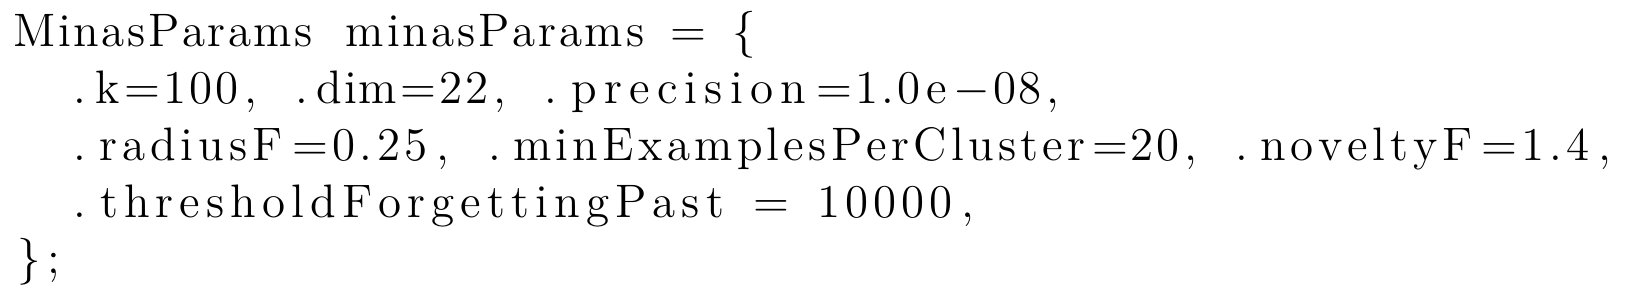 MinasParams minasParams = {
.k=100, .dim=22, .precision=1.0e−08,
.radiusF=0.25, .minExamplesPerCluster=20, .noveltyF=1.4,
.thresholdForgettingPast = 10000,
};